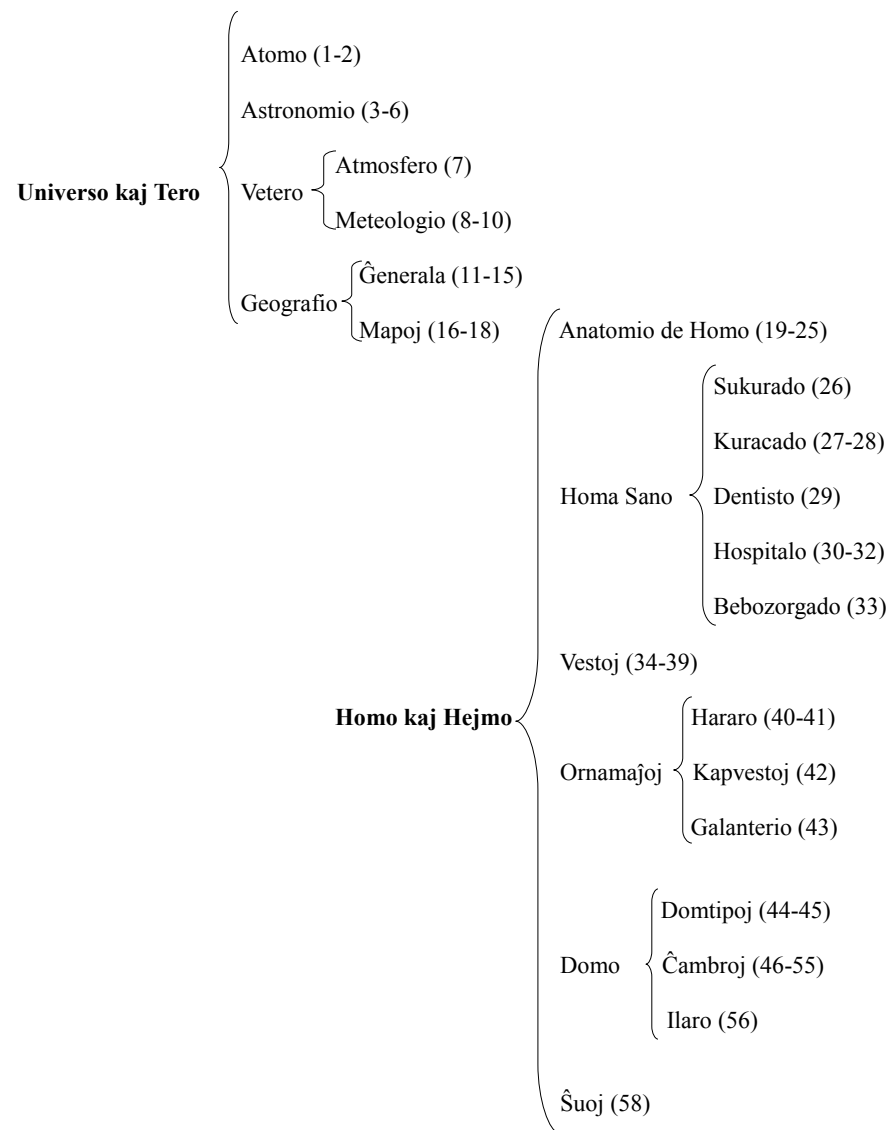 Universo kaj Tero
Atomo (1-2)
Astronomio (3-6)
Vetero
Atmosfero (7)
Meteologio (8-10)
Geografio
Ĝenerala (11-15)
Mapoj (16-18)
Homo kaj Hejmo
Anatomio de Homo (19-25)
Homa Sano
Sukurado (26)
Kuracado (27-28)
Dentisto (29)
Hospitalo (30-32)
Bebozorgado (33)
Vestoj (34-39)
Ornamaĵoj
Hararo (40-41)
Kapvestoj (42)
Galanterio (43)
Domo
Domtipoj (44-45)
Ĉambroj (46-55)
Ilaro (56)
Ŝuoj (58)